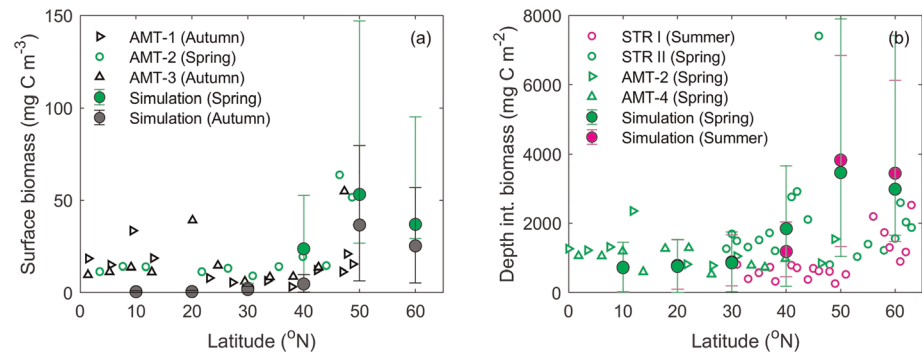 (a)
AMT-1 (Autumn)
AMT-2 (Spring)
AMT-3 (Autumn)
Simulation (Spring)
Simulation (Autumn)
Surface biomass (mg C m⁻³)
150
100
50
0
0 10 20 30 40 50 60
Latitude (°N)
(b)
STR I (Summer)
STR II (Spring)
AMT-2 (Spring)
AMT-4 (Spring)
Simulation (Spring)
Simulation (Summer)
Depth int. biomass (mg C m⁻²)
8000
6000
4000
2000
0
0 10 20 30 40 50 60
Latitude (°N)